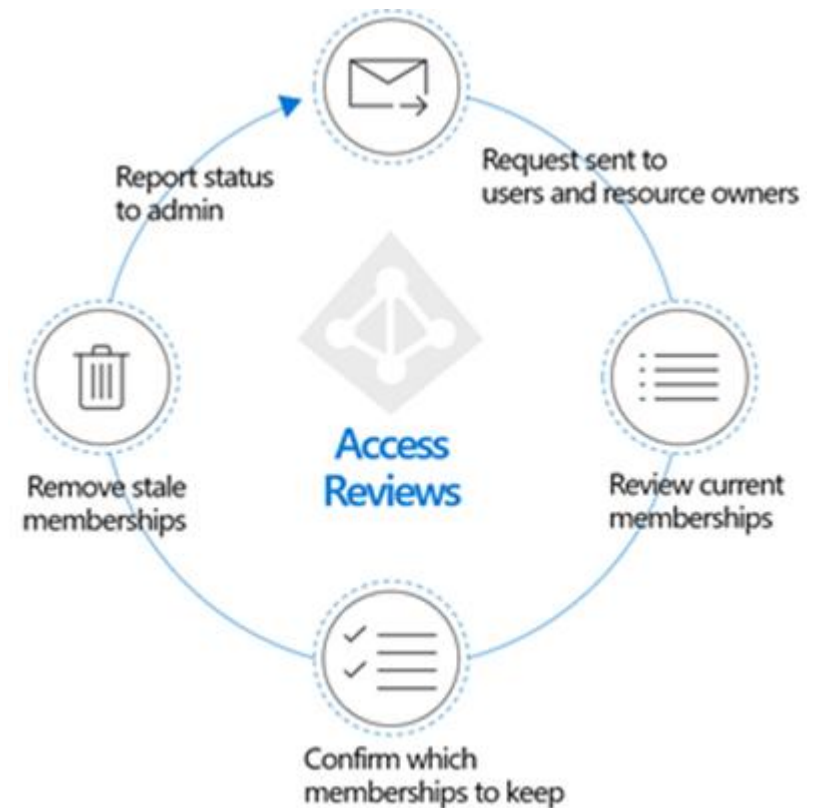 Request sent to
users and resource owners
Review current
memberships
Confirm which
memberships to keep
Remove stale
memberships
Report status
to admin
Access
Reviews